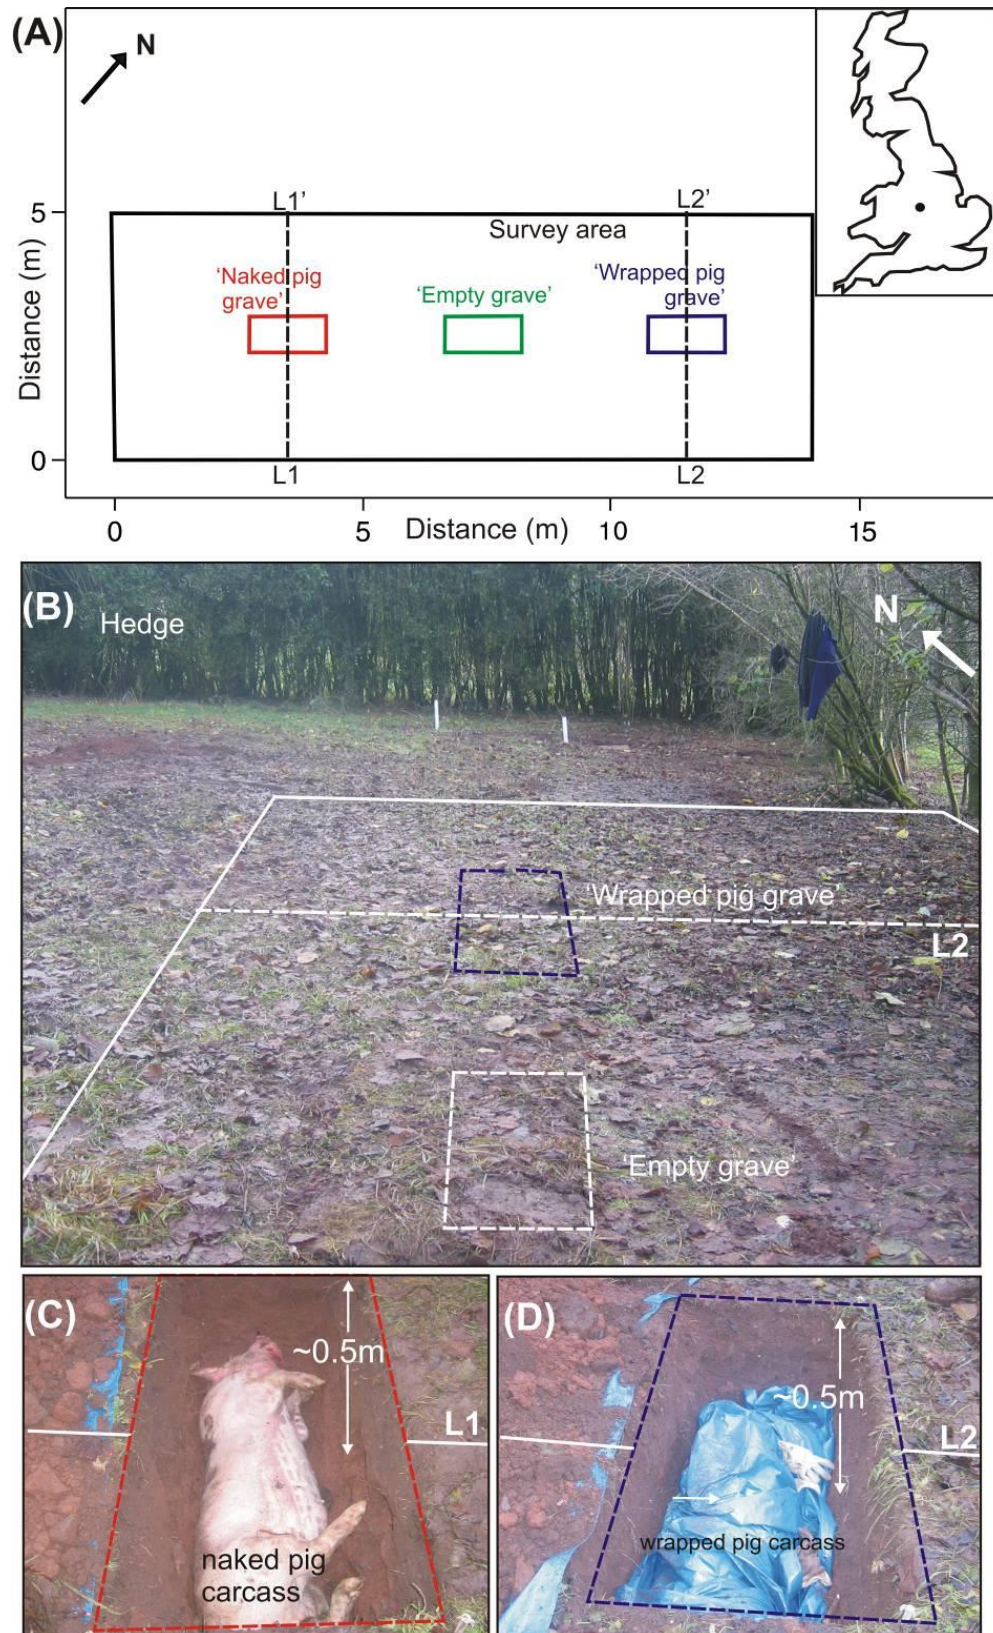 (A)
N
5
0
Distance (m)
L1’
L2’
Survey area
‘Naked pig
grave’
‘Empty grave’
‘Wrapped pig
grave’
L1
L2
0
5
10
15
Distance (m)
(B)
Hedge
N
‘Wrapped pig grave’
L2
‘Empty grave’
(C)
~0.5m
L1
naked pig
carcass
(D)
~0.5m
L2
wrapped pig carcass